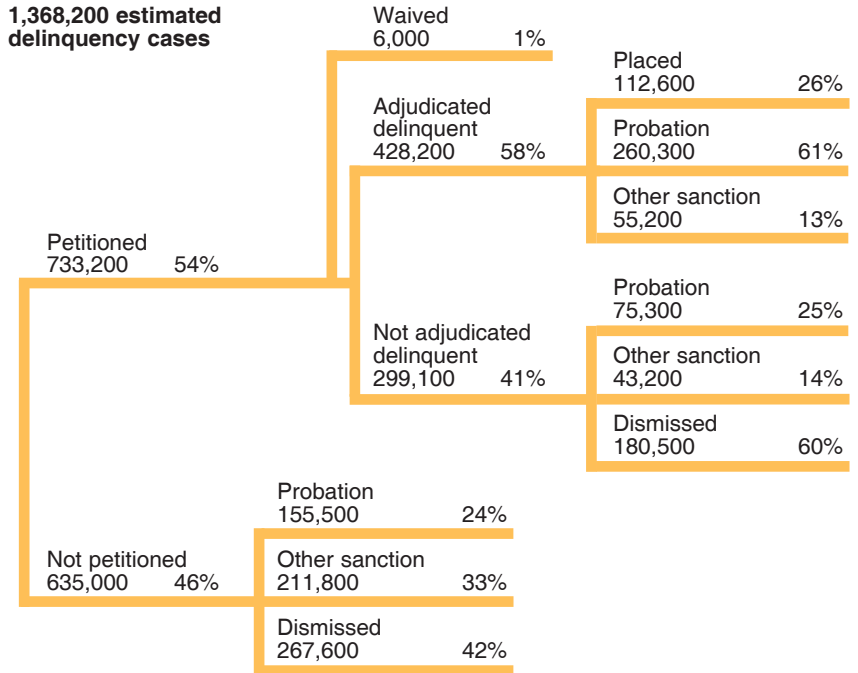 1,368,200 estimated
delinquency cases
Waived
6,000 1%
Adjudicated
delinquent
428,200 58%
Placed
112,600 26%
Probation
260,300 61%
Other sanction
55,200 13%
Petitioned
733,200 54%
Not adjudicated
delinquent
299,100 41%
Probation
75,300 25%
Other sanction
43,200 14%
Dismissed
180,500 60%
Not petitioned
635,000 46%
Probation
155,500 24%
Other sanction
211,800 33%
Dismissed
267,600 42%